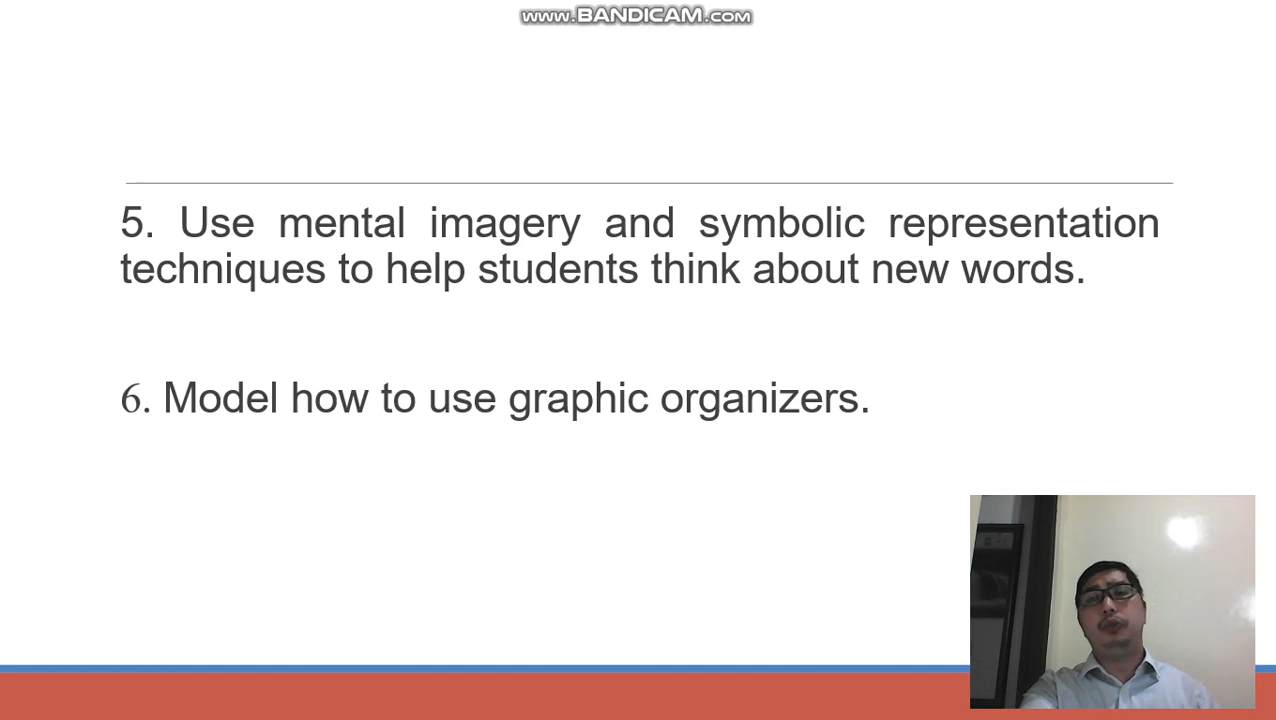 www.BANDICAM.com
5. Use mental imagery and symbolic representation
techniques to help students think about new words.
6. Model how to use graphic organizers.